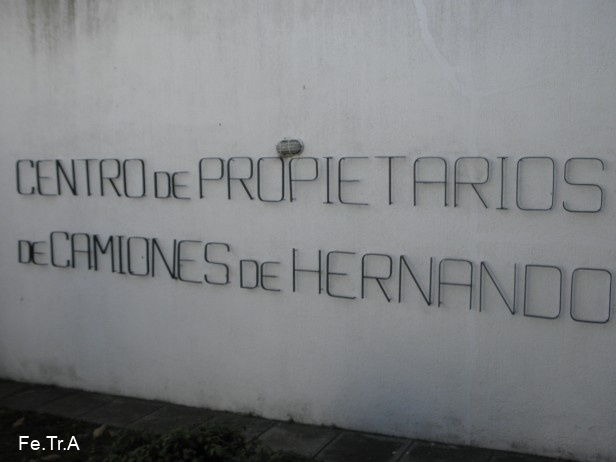 CENTRO DE PROPIETARIOS
DE CAMIONES DE HERNANDO
Fe.Tr.A